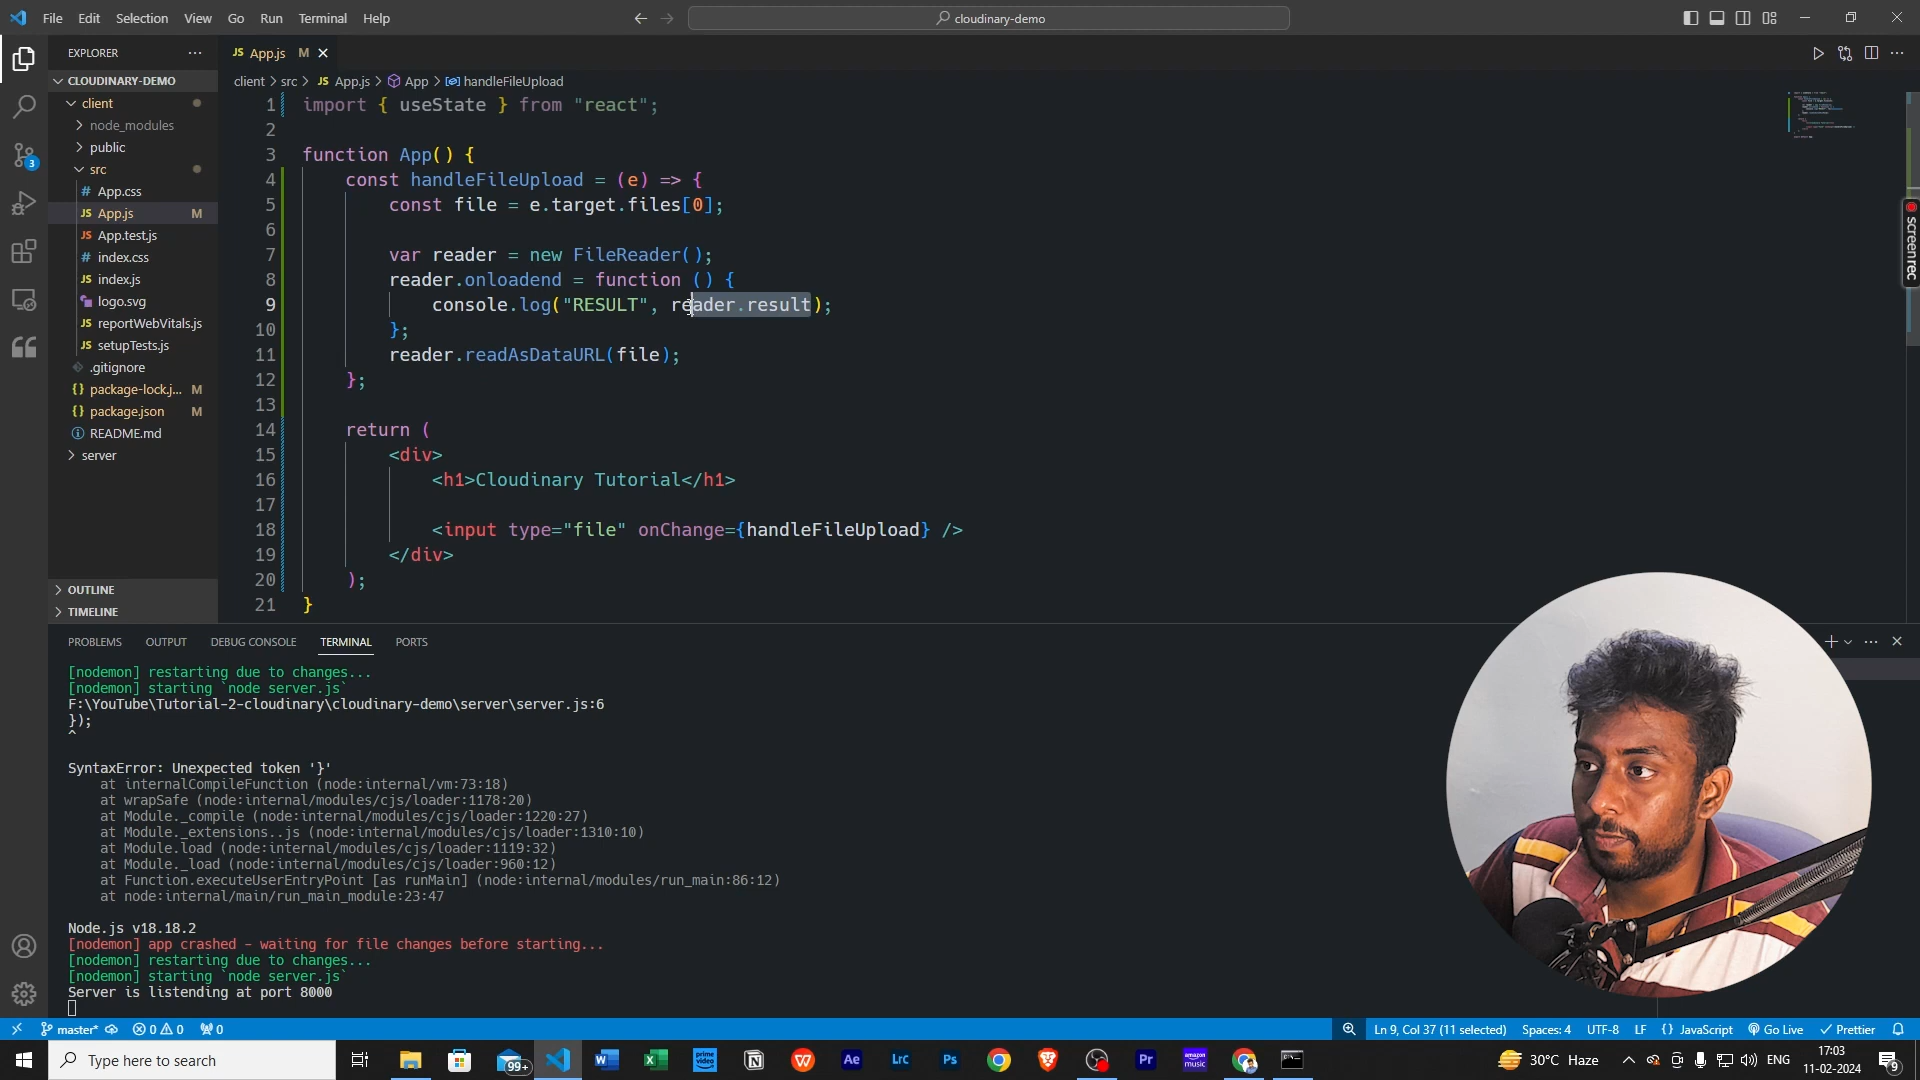 File Edit Selection View Go Run Terminal Help
cloudinary-demo
EXPLORER
CLOUDINARY-DEMO
client
node_modules
public
src
App.css
App.js M
App.test.js
index.css
index.js
logo.svg
reportWebVitals.js
setupTests.js
.gitignore
package-lock.j... M
package.json M
README.md
server
OUTLINE
TIMELINE
3
JS App.js M
client > src > JS App.js > App > handleFileUpload
1 import { useState } from "react";
2
3 function App() {
4 const handleFileUpload = (e) => {
5 const file = e.target.files[0];
6
7 var reader = new FileReader();
8 reader.onloadend = function () {
9 console.log("RESULT", reader.result);
10 };
11 reader.readAsDataURL(file);
12 };
13
14 return (
15 <div>
16 <h1>Cloudinary Tutorial</h1>
17
18 <input type="file" onChange={handleFileUpload} />
19 </div>
20 );
21 }
screenrec
PROBLEMS OUTPUT DEBUG CONSOLE TERMINAL PORTS
[nodemon] restarting due to changes...
[nodemon] starting `node server.js`
F:\YouTube\Tutorial-2-cloudinary\cloudinary-demo\server\server.js:6
});
^
SyntaxError: Unexpected token '}'
at internalCompileFunction (node:internal/vm:73:18)
at wrapSafe (node:internal/modules/cjs/loader:1178:20)
at Module._compile (node:internal/modules/cjs/loader:1220:27)
at Module._extensions..js (node:internal/modules/cjs/loader:1310:10)
at Module.load (node:internal/modules/cjs/loader:1119:32)
at Module._load (node:internal/modules/cjs/loader:960:12)
at Function.executeUserEntryPoint [as runMain] (node:internal/modules/run_main:86:12)
at node:internal/main/run_main_module:23:47
Node.js v18.18.2
[nodemon] app crashed - waiting for file changes before starting...
[nodemon] restarting due to changes...
[nodemon] starting `node server.js`
Server is listening at port 8000
master* 0 0 0
Ln 9, Col 37 (11 selected) Spaces: 4 UTF-8 LF {} JavaScript Go Live Prettier
Type here to search
99+
Ae Lrc Ps Pr
prime video
amazon music
30°C Haze
ENG
17:03
11-02-2024
9